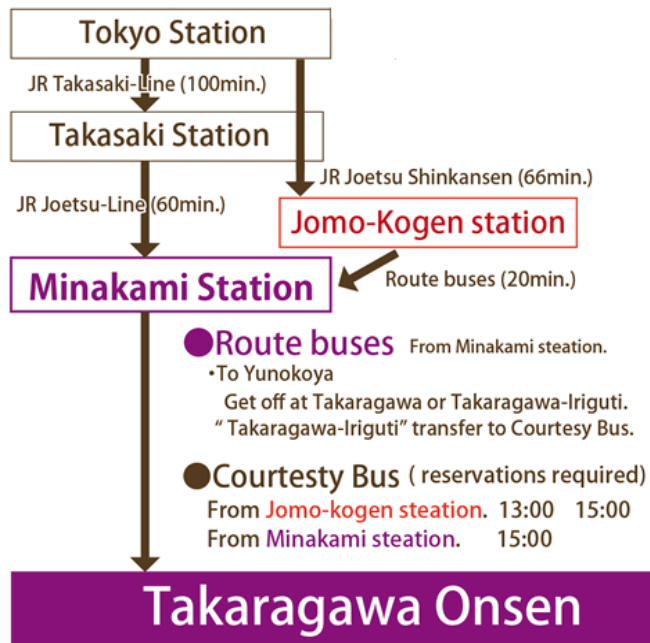 Tokyo Station
JR Takasaki-Line (100min.)
Takasaki Station
JR Joetsu Shinkansen (66min.)
JR Joetsu-Line (60min.)
Jomo-Kogen station
Minakami Station
Route buses (20min.)
●Route buses From Minakami steation.
・To Yunokoya
Get off at Takaragawa or Takaragawa-Iriguti.
“ Takaragawa-Iriguti” transfer to Courtesy Bus.
●Courtesty Bus ( reservations required)
From Jomo-kogen steation. 13:00 15:00
From Minakami steation. 15:00
Takaragawa Onsen